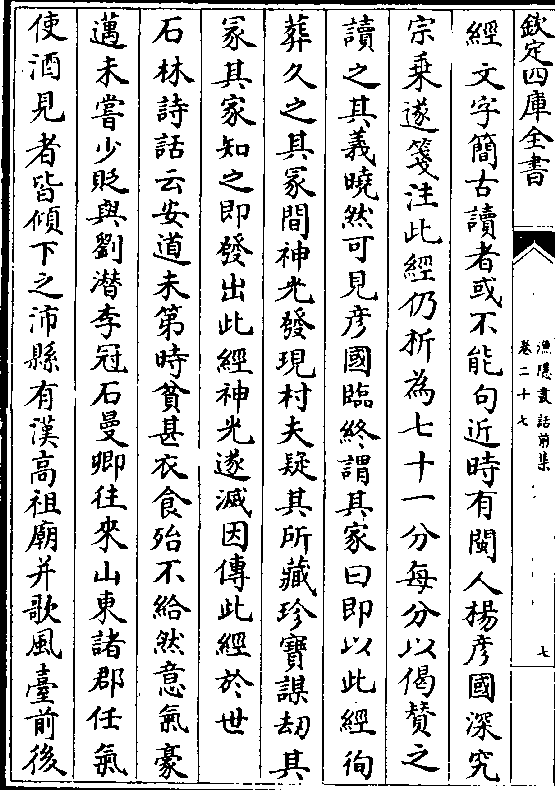 欽定四庫全書
漁隱叢話前集
卷二十七
七
經文字簡古讀者或不能句近時有閩人楊彥國深究
宗乗遂箋注此經仍析為七十一分每分以偈賛之
讀之其義曉然可見彦國臨終謂其家曰即以此經徇
葬久之其冡間神光發現村夫疑其所藏珍寶謀刧其
冡其家知之即發出此經神光遂滅因傳此經於世
石林詩話云安道未第時貧甚衣食殆不給然意氣豪
邁未嘗少貶與劉潛李冠石曼卿往來山東諸郡任氣
使酒見者皆傾下之沛縣有漢高祖廟并歌風臺前後